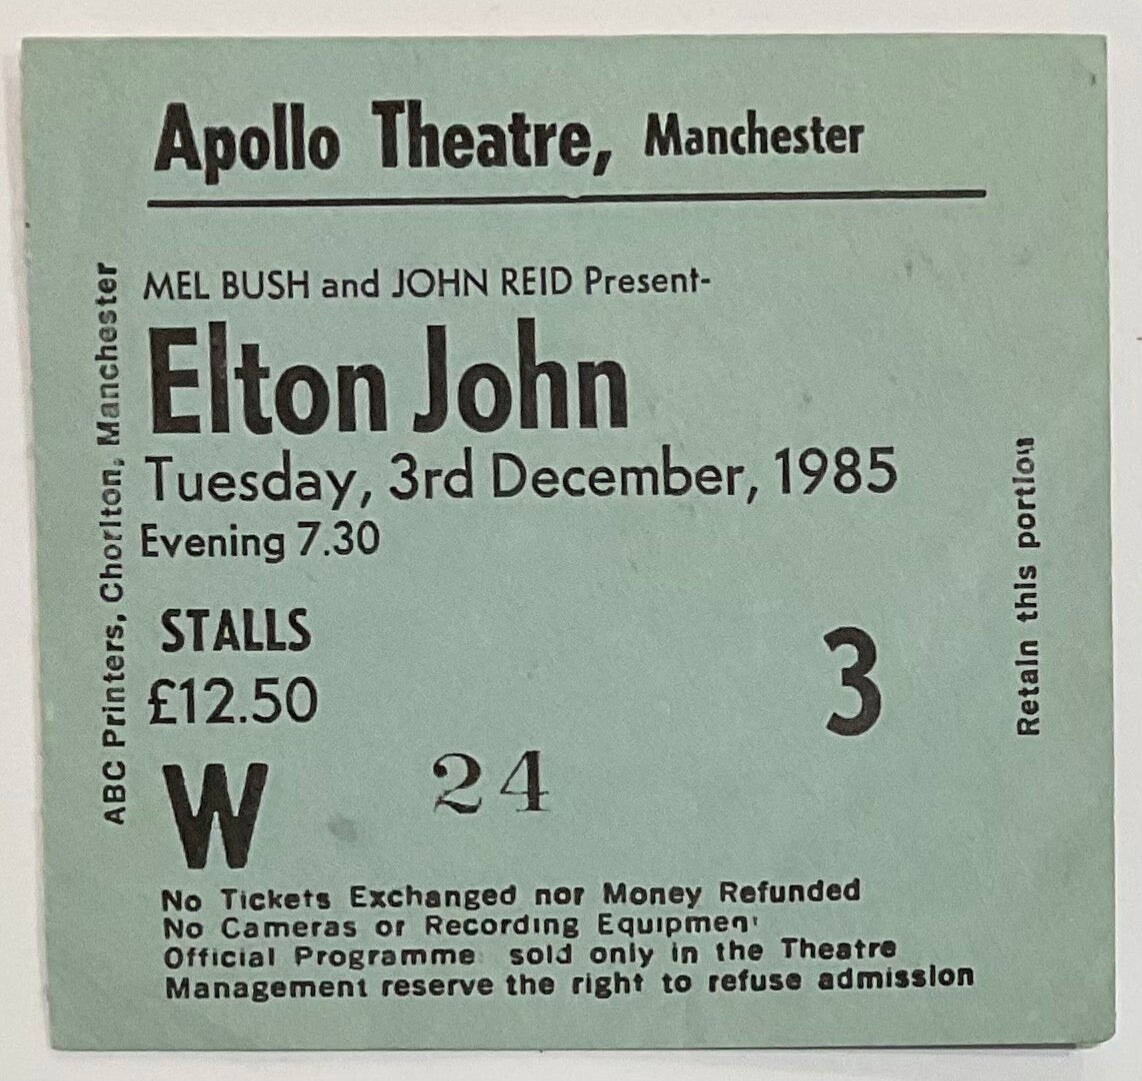 Apollo Theatre, Manchester
MEL BUSH and JOHN REID Present-
Elton John
Tuesday, 3rd December, 1985
Evening 7.30
STALLS
£12.50
3
W 24
No Tickets Exchanged nor Money Refunded
No Cameras or Recording Equipment
Official Programme sold only in the Theatre
Management reserve the right to refuse admission
ABC Printers, Chorlton, Manchester
Retain this portion